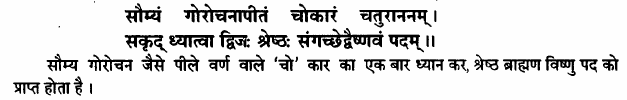 सौम्यं गोरोचनापीतं चोकारं चतुराननम्।
सकृद् ध्यात्वा द्विजः श्रेष्ठः संगच्छेद्वैष्णवं पदम्॥
सौम्य गोरोचन जैसे पीले वर्ण वाले 'चो' कार का एक बार ध्यान कर, श्रेष्ठ ब्राह्मण विष्णु पद को
प्राप्त होता है।